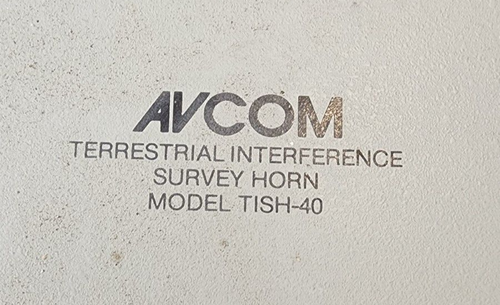 AVCOM
TERRESTRIAL INTERFERENCE
SURVEY HORN
MODEL TISH-40